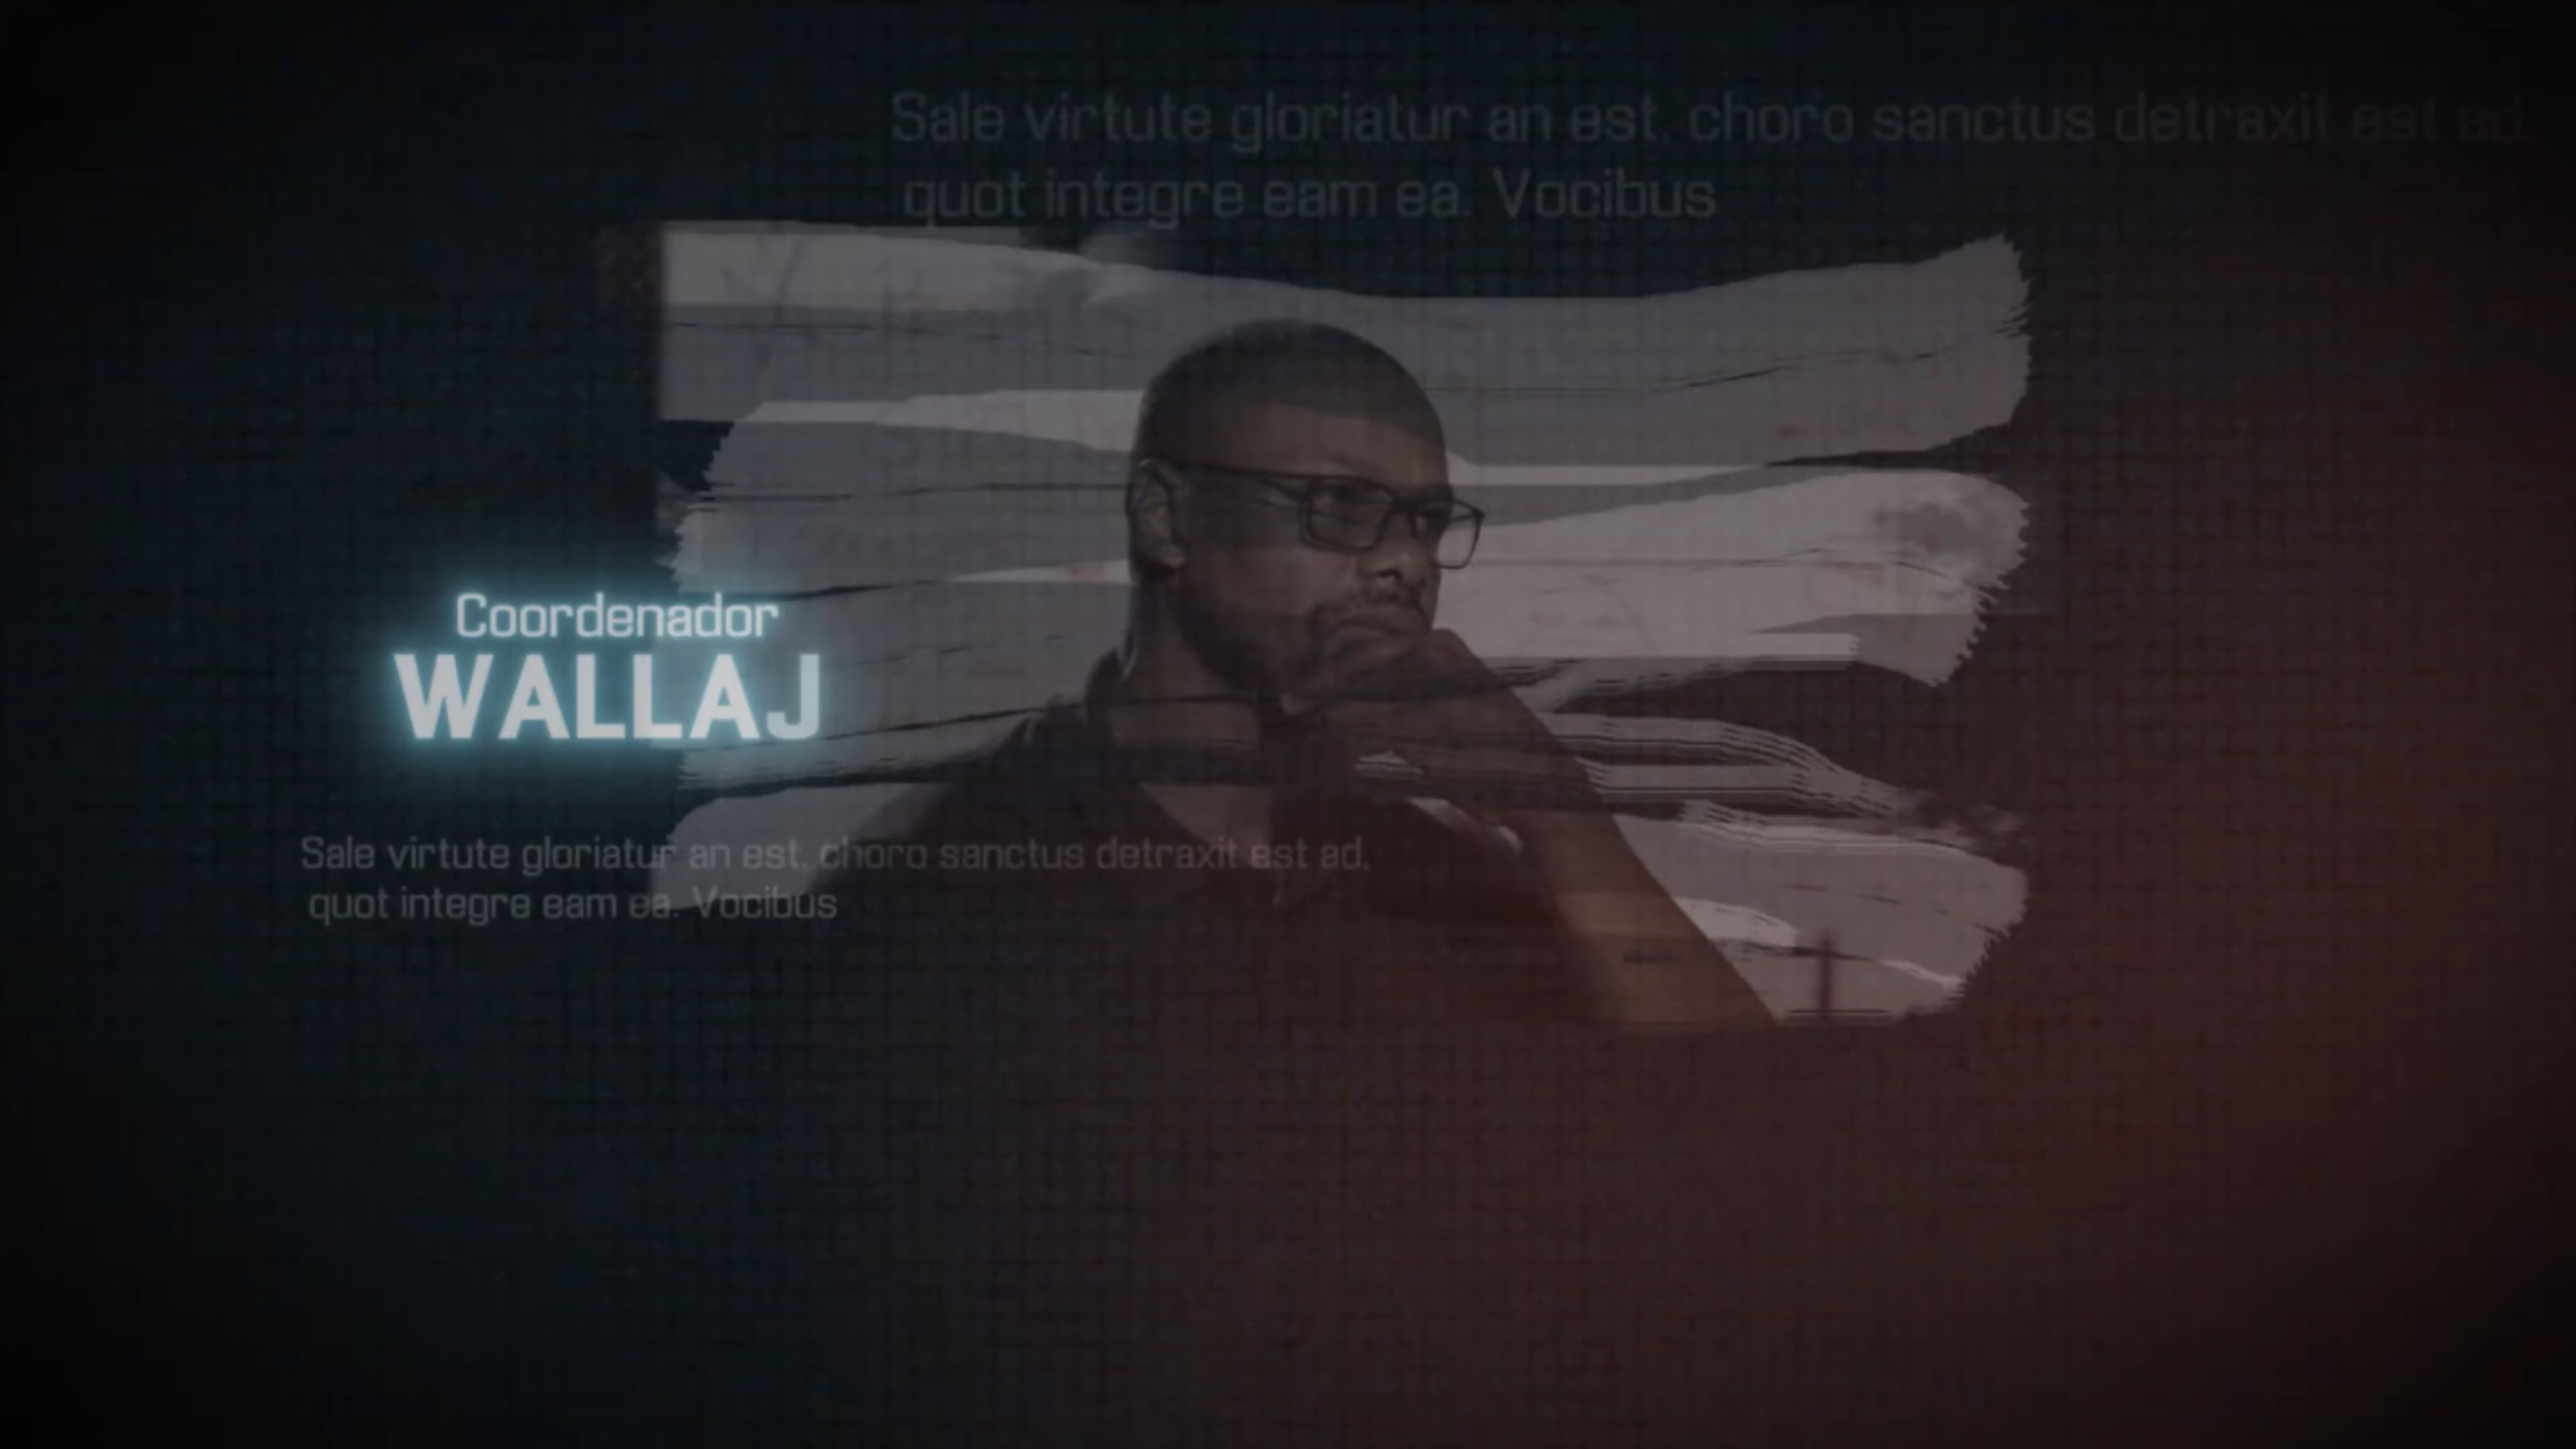 Sale virtute gloriatur an est, choro sanctus detraxit est ad,
quot integre eam ea. Vocibus
Coordenador
WALLAJ
Sale virtute gloriatur an est, choro sanctus detraxit est ad,
quot integre eam ea. Vocibus